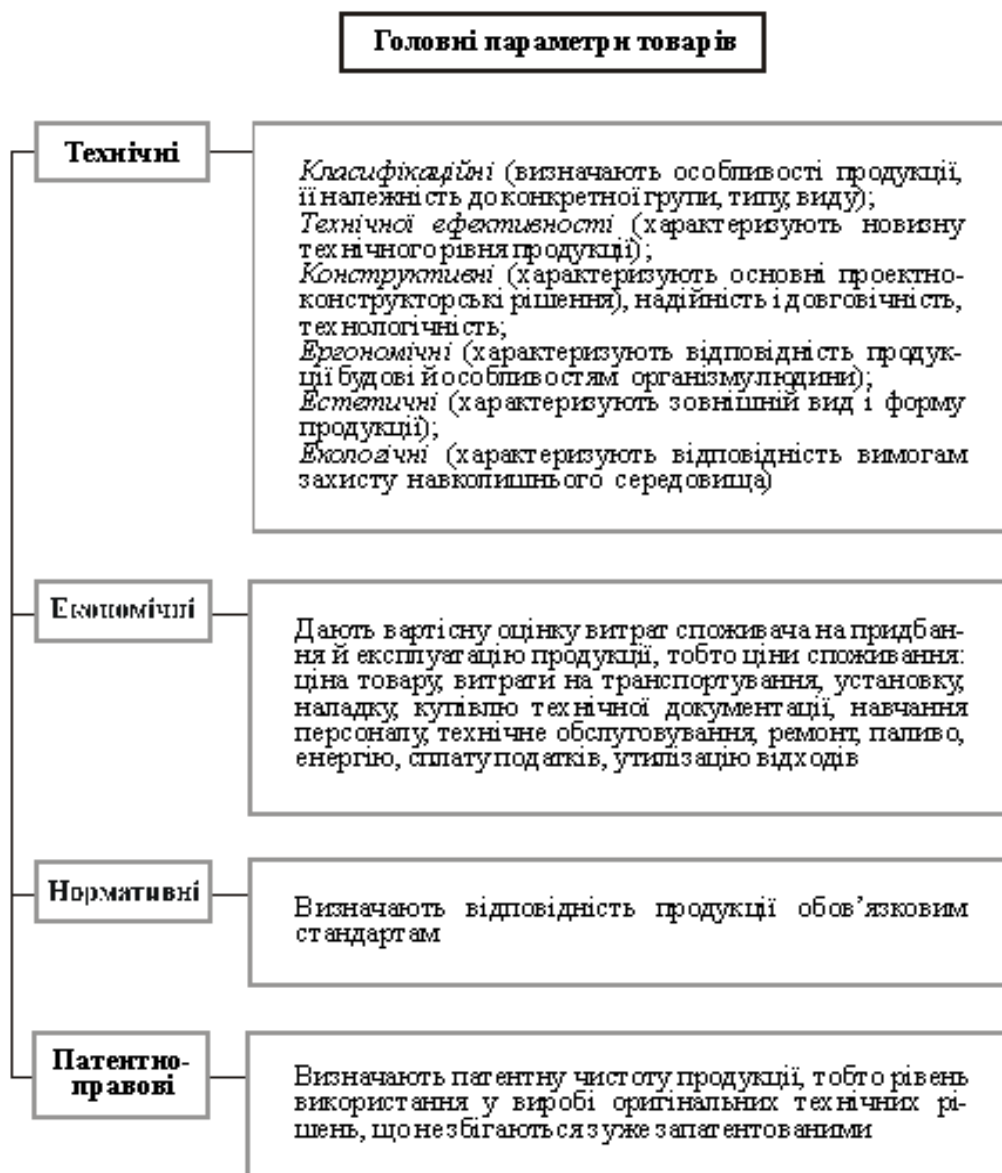 Головні параметри товарів
Технічні
Класифікаційні (визначають особливості продукції,
її належність до конкретної групи, типу, виду);
Технічної ефективності (характеризують новизну
технічного рівня продукції);
Конструктивні (характеризують основні проектно-
конструкторські рішення), надійність і довговічність,
технологічність;
Ергономічні (характеризують відповідність продук-
ції будові й особливостям організму людини);
Естетичні (характеризують зовнішній вид і форму
продукції);
Екологічні (характеризують відповідність вимогам
захисту навколишнього середовища)
Економічні
Дають вартісну оцінку витрат споживача на придбан-
ня й експлуатацію продукції, тобто ціни споживання:
ціна товару, витрати на транспортування, установку,
наладку, купівлю технічної документації, навчання
персоналу, технічне обслуговування, ремонт, паливо,
енергію, сплату податків, утилізацію відходів
Нормативні
Визначають відповідність продукції обов’язковим
стандартам
Патентно-
правові
Визначають патентну чистоту продукції, тобто рівень
використання у виробі оригінальних технічних рі-
шень, що не збігаються з уже запатентованими